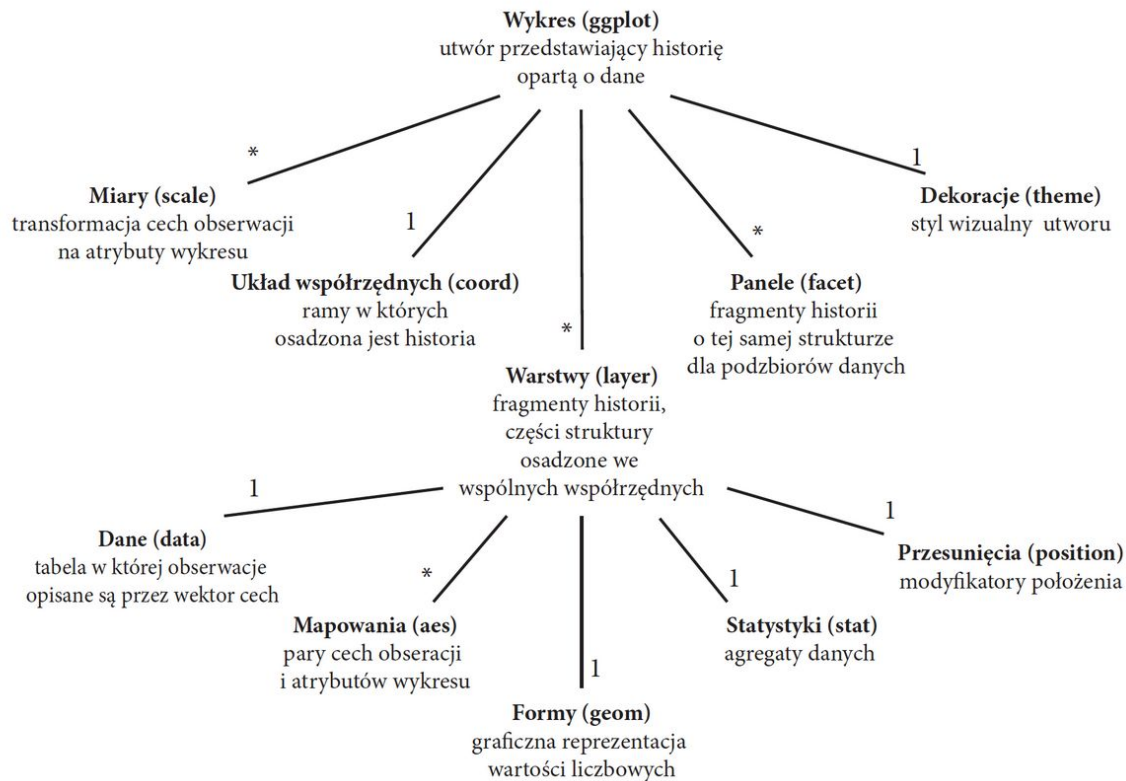 Wykres (ggplot)
utwór przedstawiający historię
opartą o dane
*
Miary (scale)
transformacja cech obserwacji
na atrybuty wykresu
1
Układ współrzędnych (coord)
ramy w których
osadzona jest historia
*
Warstwy (layer)
fragmenty historii,
części struktury
osadzone we
wspólnych współrzędnych
*
Panele (facet)
fragmenty historii
o tej samej strukturze
dla podzbiorów danych
1
Dekoracje (theme)
styl wizualny utworu
1
Dane (data)
tabela w której obserwacje
opisane są przez wektor cech
*
Mapowania (aes)
pary cech obseracji
i atrybutów wykresu
1
Formy (geom)
graficzna reprezentacja
wartości liczbowych
1
Statystyki (stat)
agregaty danych
1
Przesunięcia (position)
modyfikatory położenia